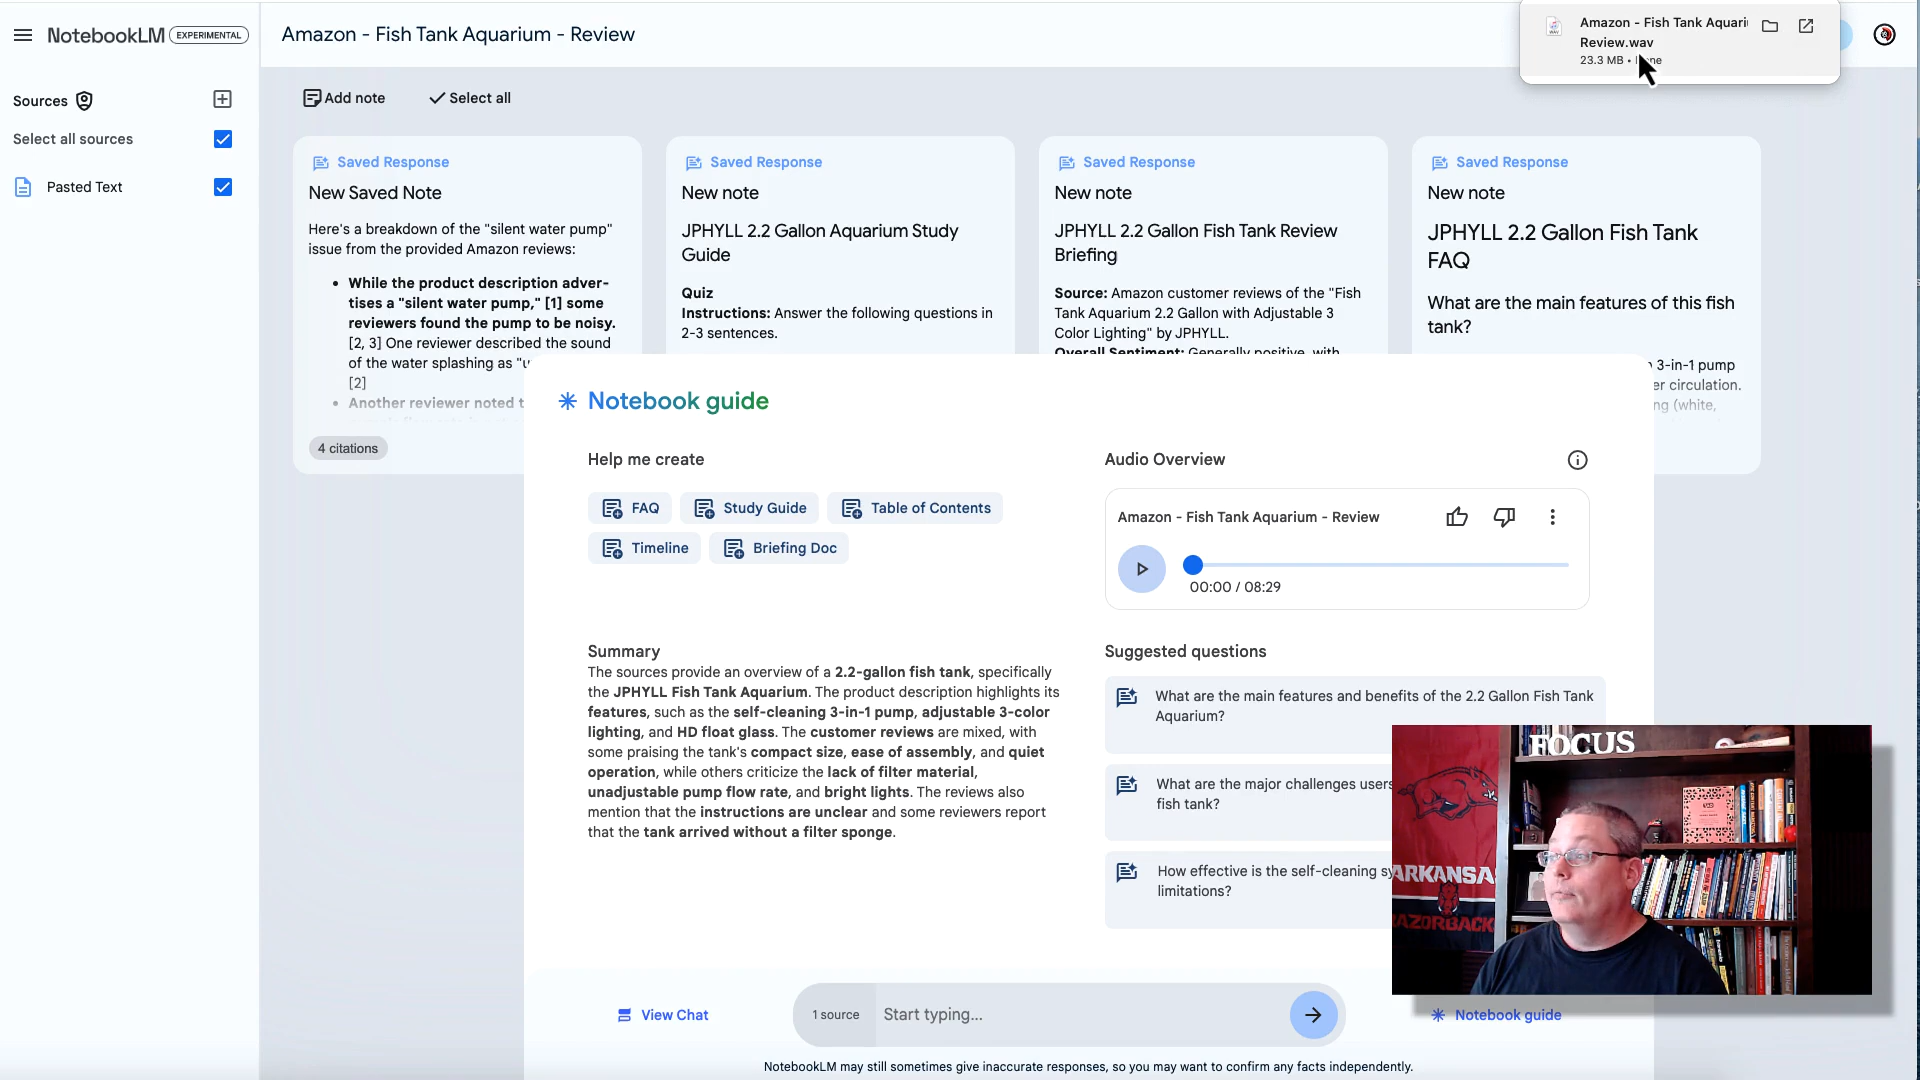 NotebookLM EXPERIMENTAL
Amazon - Fish Tank Aquarium - Review
Amazon - Fish Tank Aquari
Review.wav
23.3 MB •
Sources
Select all sources
Pasted Text
Add note
Select all
Saved Response
New Saved Note
Here's a breakdown of the "silent water pump"
issue from the provided Amazon reviews:
• While the product description adver-
tises a "silent water pump," [1] some
reviewers found the pump to be noisy.
[2, 3] One reviewer described the sound
of the water splashing as "u
[2]
• Another reviewer noted t
4 citations
Saved Response
New note
JPHYLL 2.2 Gallon Aquarium Study
Guide
Quiz
Instructions: Answer the following questions in
2-3 sentences.
Saved Response
New note
JPHYLL 2.2 Gallon Fish Tank Review
Briefing
Source: Amazon customer reviews of the "Fish
Tank Aquarium 2.2 Gallon with Adjustable 3
Color Lighting" by JPHYLL.
Overall Sentiment: Generally positive, with
Saved Response
New note
JPHYLL 2.2 Gallon Fish Tank
FAQ
What are the main features of this fish
tank?
3-in-1 pump
er circulation.
ng (white,
Notebook guide
Help me create
FAQ
Study Guide
Table of Contents
Timeline
Briefing Doc
Audio Overview
Amazon - Fish Tank Aquarium - Review
00:00 / 08:29
Summary
The sources provide an overview of a 2.2-gallon fish tank, specifically
the JPHYLL Fish Tank Aquarium. The product description highlights its
features, such as the self-cleaning 3-in-1 pump, adjustable 3-color
lighting, and HD float glass. The customer reviews are mixed, with
some praising the tank's compact size, ease of assembly, and quiet
operation, while others criticize the lack of filter material,
unadjustable pump flow rate, and bright lights. The reviews also
mention that the instructions are unclear and some reviewers report
that the tank arrived without a filter sponge.
Suggested questions
What are the main features and benefits of the 2.2 Gallon Fish Tank
Aquarium?
What are the major challenges users
fish tank?
How effective is the self-cleaning sy
limitations?
FOCUS
ARKANSA
RAZORBACK
View Chat
1 source
Start typing...
Notebook guide
NotebookLM may still sometimes give inaccurate responses, so you may want to confirm any facts independently.